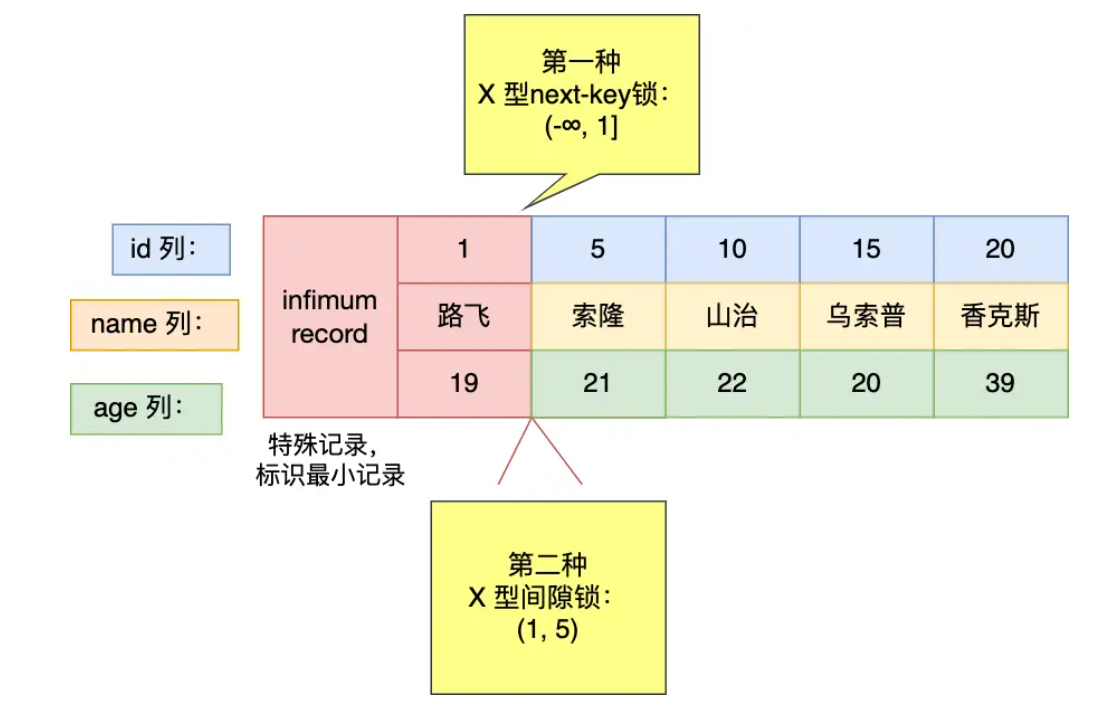 第一种
X 型next-key锁：
(-∞, 1]
id 列：
1
5
10
15
20
infimum
record
name 列：
路飞
索隆
山治
乌索普
香克斯
age 列：
19
21
22
20
39
特殊记录，
标识最小记录
第二种
X 型间隙锁：
(1, 5)